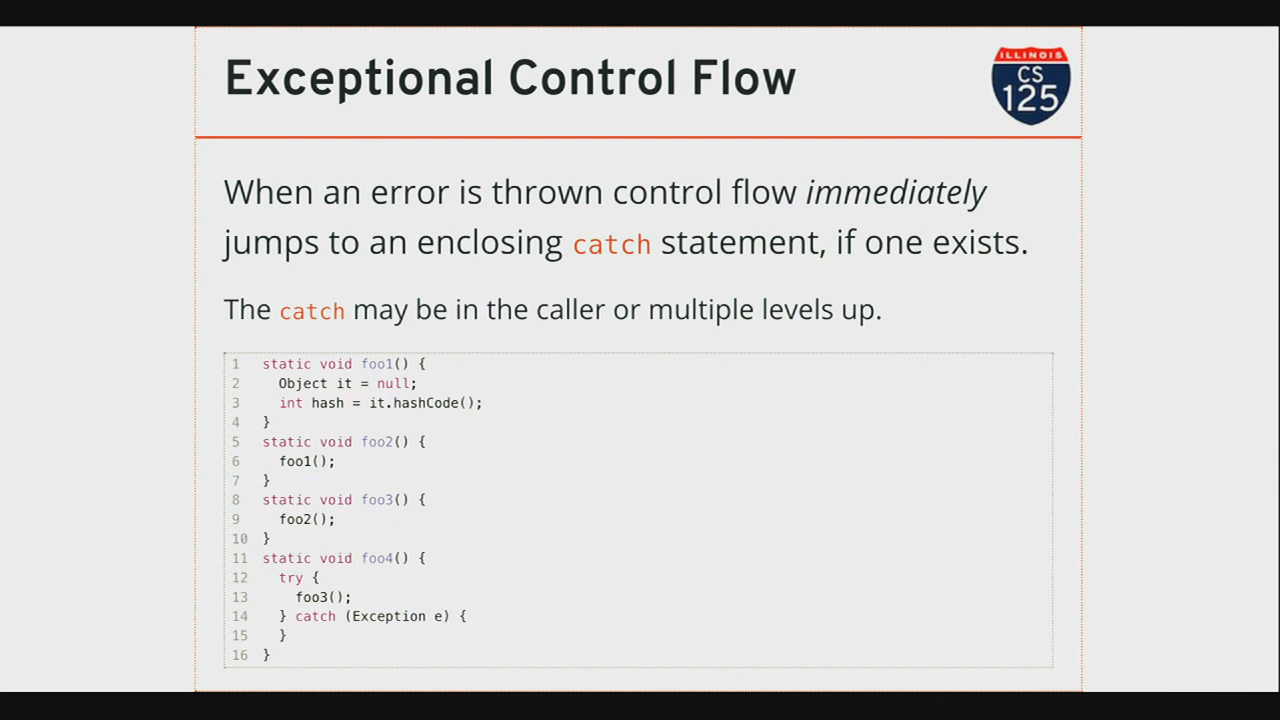 Exceptional Control Flow
ILLINOIS
CS
125
When an error is thrown control flow immediately
jumps to an enclosing catch statement, if one exists.
The catch may be in the caller or multiple levels up.
1 static void foo1() {
2   Object it = null;
3   int hash = it.hashCode();
4 }
5 static void foo2() {
6   foo1();
7 }
8 static void foo3() {
9   foo2();
10 }
11 static void foo4() {
12   try {
13     foo3();
14   } catch (Exception e) {
15   }
16 }